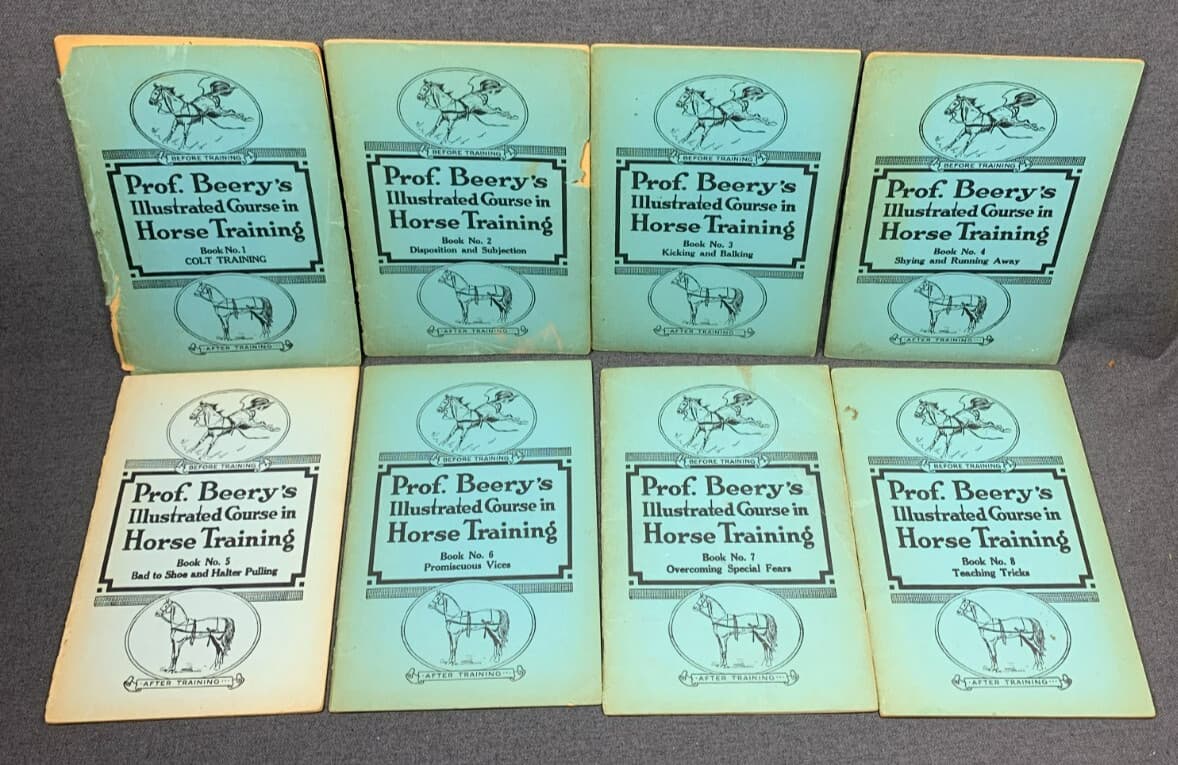 BEFORE TRAINING
Prof. Beery's
Illustrated Course in
Horse Training
Book No. 1
COLT TRAINING
AFTER TRAINING
BEFORE TRAINING
Prof. Beery's
Illustrated Course in
Horse Training
Book No. 2
Disposition and Subjection
AFTER TRAINING
BEFORE TRAINING
Prof. Beery's
Illustrated Course in
Horse Training
Book No. 3
Kicking and Balking
AFTER TRAINING
BEFORE TRAINING
Prof. Beery's
Illustrated Course in
Horse Training
Book No. 4
Shying and Running Away
AFTER TRAINING
BEFORE TRAINING
Prof. Beery's
Illustrated Course in
Horse Training
Book No. 5
Bad to Shoe and Halter Pulling
AFTER TRAINING
BEFORE TRAINING
Prof. Beery's
Illustrated Course in
Horse Training
Book No. 6
Promiscuous Vices
AFTER TRAINING
BEFORE TRAINING
Prof. Beery's
Illustrated Course in
Horse Training
Book No. 7
Overcoming Special Fears
AFTER TRAINING
BEFORE TRAINING
Prof. Beery's
Illustrated Course in
Horse Training
Book No. 8
Teaching Tricks
AFTER TRAINING